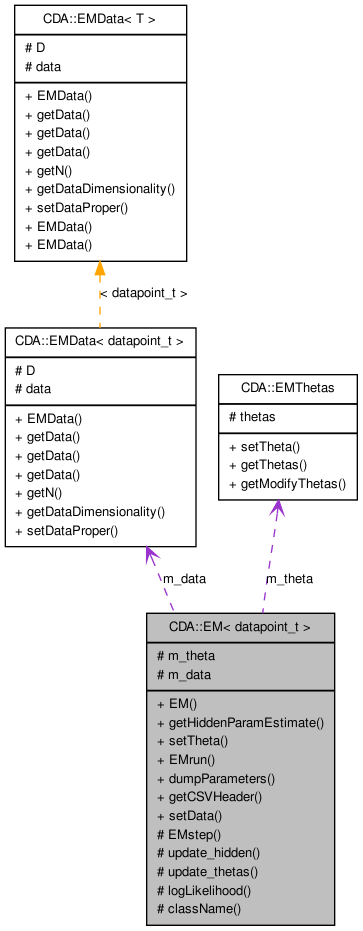 CDA::EMData< T >
# D
# data
+ EMData()
+ getData()
+ getData()
+ getData()
+ getN()
+ getDataDimensionality()
+ setDataProper()
+ EMData()
+ EMData()
< datapoint_t >
CDA::EMData< datapoint_t >
# D
# data
+ EMData()
+ getData()
+ getData()
+ getData()
+ getN()
+ getDataDimensionality()
+ setDataProper()
CDA::EMThetas
# thetas
+ setTheta()
+ getThetas()
+ getModifyThetas()
m_data
m_theta
CDA::EM< datapoint_t >
# m_theta
# m_data
+ EM()
+ getHiddenParamEstimate()
+ setTheta()
+ EMrun()
+ dumpParameters()
+ getCSVHeader()
+ setData()
# EMstep()
# update_hidden()
# update_thetas()
# logLikelihood()
# className()